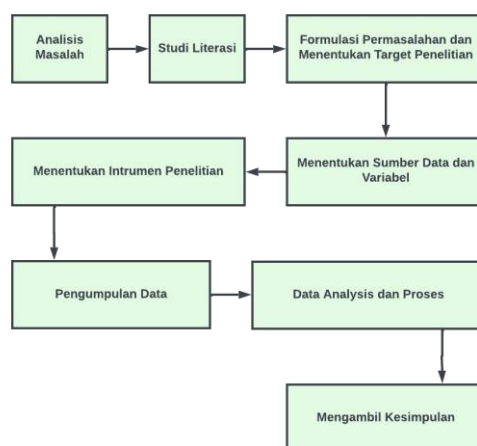 Analisis
Masalah
Studi Literasi
Formulasi Permasalahan dan
Menentukan Target Penelitian
Menentukan Sumber Data dan
Variabel
Menentukan Intrumen Penelitian
Pengumpulan Data
Data Analysis dan Proses
Mengambil Kesimpulan